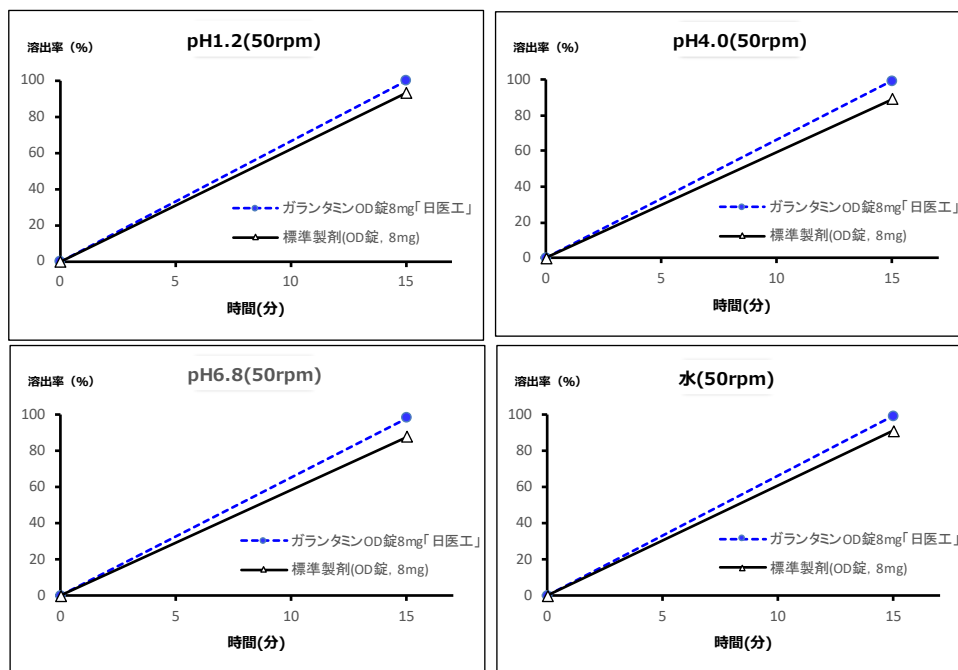 pH1.2(50rpm)
溶出率（%）
100
80
60
40
20
0
ガランタミンOD錠8mg「日医工」
標準製剤(OD錠, 8mg)
0 5 10 15
時間(分)
pH4.0(50rpm)
溶出率（%）
100
80
60
40
20
0
ガランタミンOD錠8mg「日医工」
標準製剤(OD錠, 8mg)
0 5 10 15
時間(分)
pH6.8(50rpm)
溶出率（%）
100
80
60
40
20
0
ガランタミンOD錠8mg「日医工」
標準製剤(OD錠, 8mg)
0 5 10 15
時間(分)
水(50rpm)
溶出率（%）
100
80
60
40
20
0
ガランタミンOD錠8mg「日医工」
標準製剤(OD錠, 8mg)
0 5 10 15
時間(分)